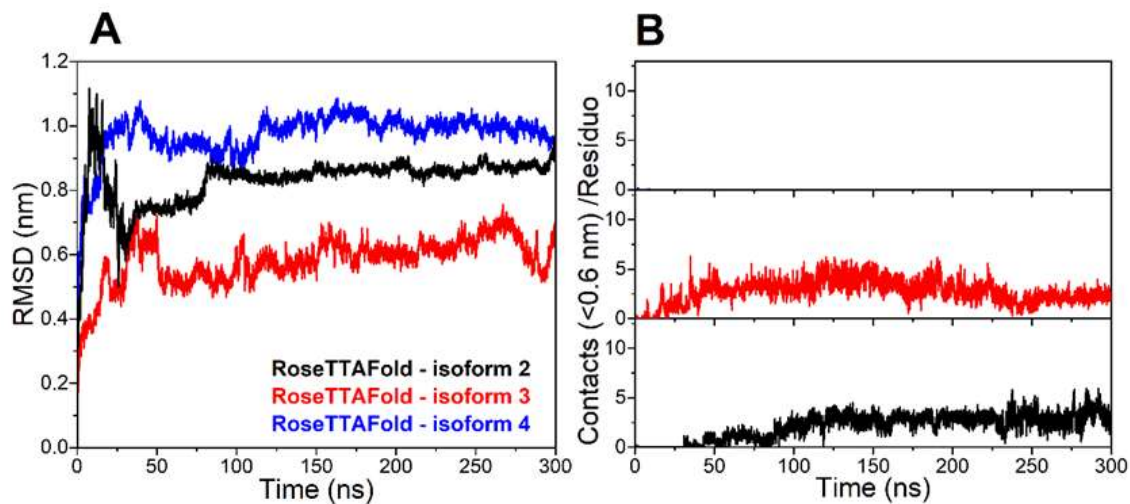 A
RMSD (nm)
1.2
1.0
0.8
0.6
0.4
0.2
0.0
RoseTTAFold - isoform 2
RoseTTAFold - isoform 3
RoseTTAFold - isoform 4
0 50 100 150 200 250 300
Time (ns)
B
Contacts (<0.6 nm) /Resíduo
10
5
0
10
5
0
10
5
0
0 50 100 150 200 250 300
Time (ns)